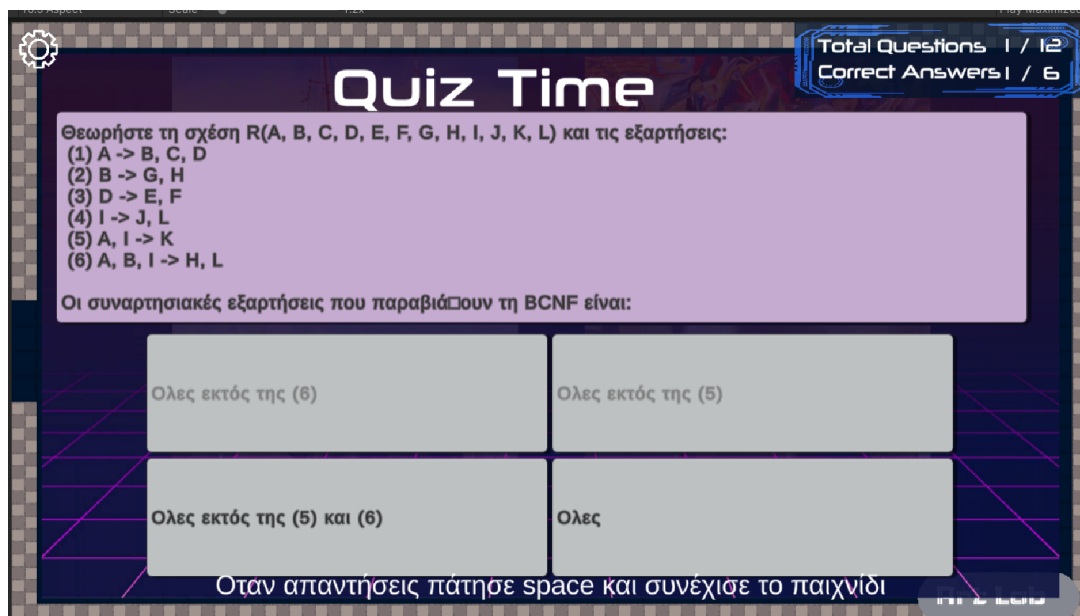 Total Questions 1 / 12
Correct Answers 1 / 6
Quiz Time
Θεωρήστε τη σχέση R(A, B, C, D, E, F, G, H, I, J, K, L) και τις εξαρτήσεις:
(1) A -> B, C, D
(2) B -> G, H
(3) D -> E, F
(4) I -> J, L
(5) A, I -> K
(6) A, B, I -> H, L
Οι συναρτησιακές εξαρτήσεις που παραβιά□ουν τη BCNF είναι:
Ολες εκτός της (6)
Ολες εκτός της (5)
Ολες εκτός της (5) και (6)
Ολες
Οταν απαντήσεις πάτησε space και συνέχισε το παιχνίδι